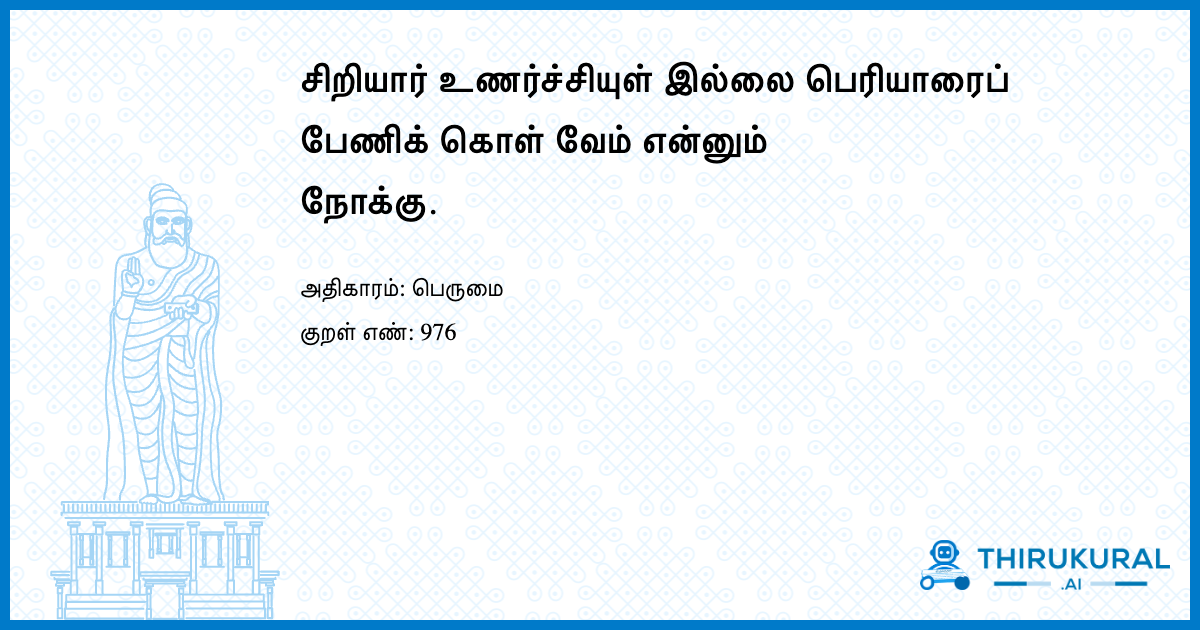 சிறியார் உணர்ச்சியுள் இல்லை பெரியாரைப்
பேணிக் கொள் வேம் என்னும்
நோக்கு.
அதிகாரம்: பெருமை
குறள் எண்: 976
THIRUKURAL
.AI